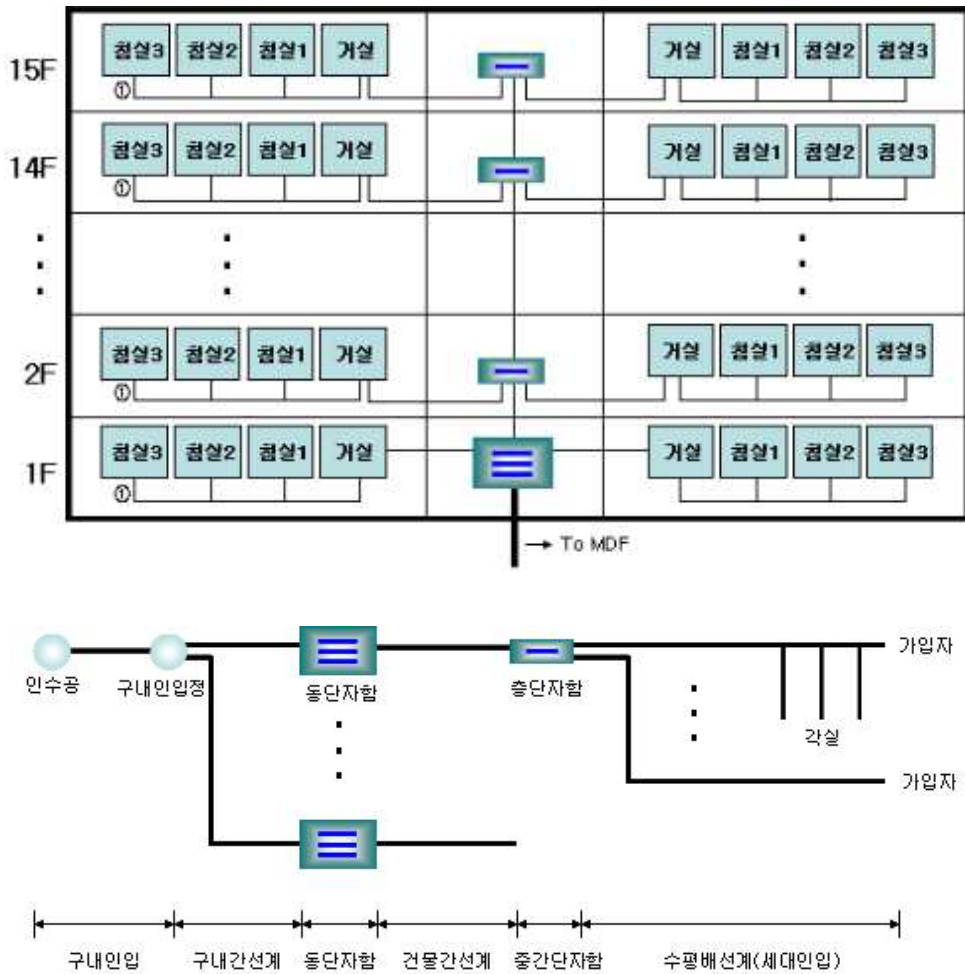 15F 침실3 침실2 침실1 거실 거실 침실1 침실2 침실3
①
14F 침실3 침실2 침실1 거실 거실 침실1 침실2 침실3
①
2F 침실3 침실2 침실1 거실 거실 침실1 침실2 침실3
①
1F 침실3 침실2 침실1 거실 거실 침실1 침실2 침실3
①
→ To MDF
인수공 구내인입정 동단자함 층단자함 가입자
각실
가입자
구내인입 구내간선계 동단자함 건물간선계 중간단자함 수평배선계(세대인입)